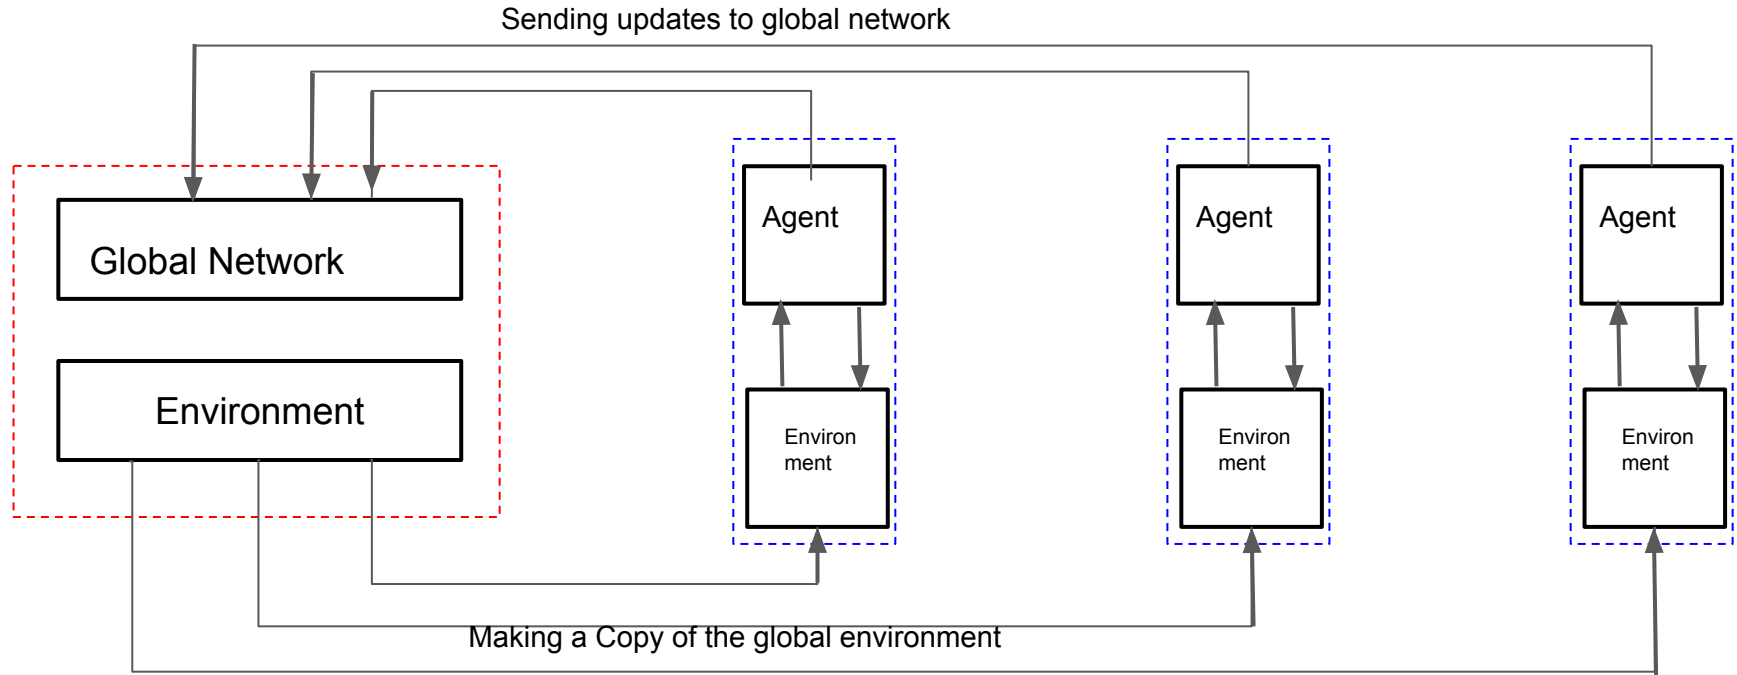 Sending updates to global network
Agent
Agent
Agent
Global Network
Environment
Environ
ment
Environ
ment
Environ
ment
Making a Copy of the global environment